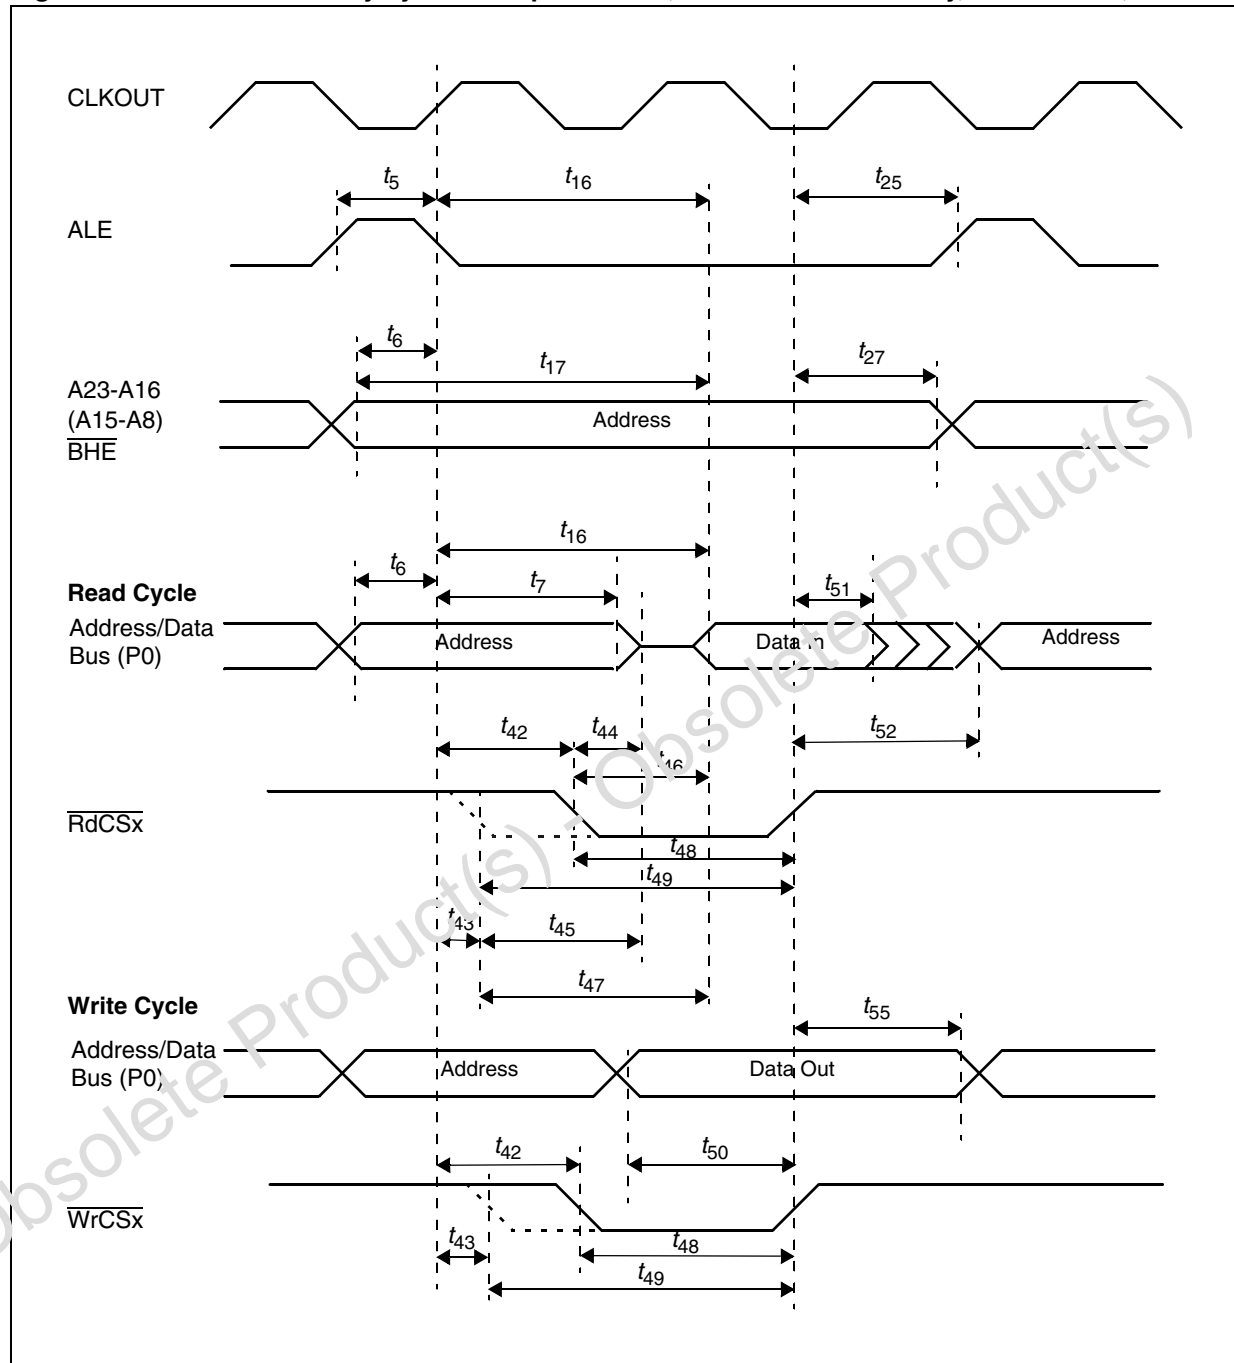 CLKOUT
t5
t16
t25
ALE
t6
t17
t27
A23-A16
(A15-A8)
BHE
Address
t16
t6
t7
t51
Read Cycle
Address/Data
Bus (P0)
Address
Data In
Address
t42
t44
t52
t46
RdCSx
t48
t49
t43
t45
t47
Write Cycle
t55
Address/Data
Bus (P0)
Address
Data Out
t42
t50
WrCSx
t43
t48
t49
Obsolete Product(s) - Obsolete Product(s)